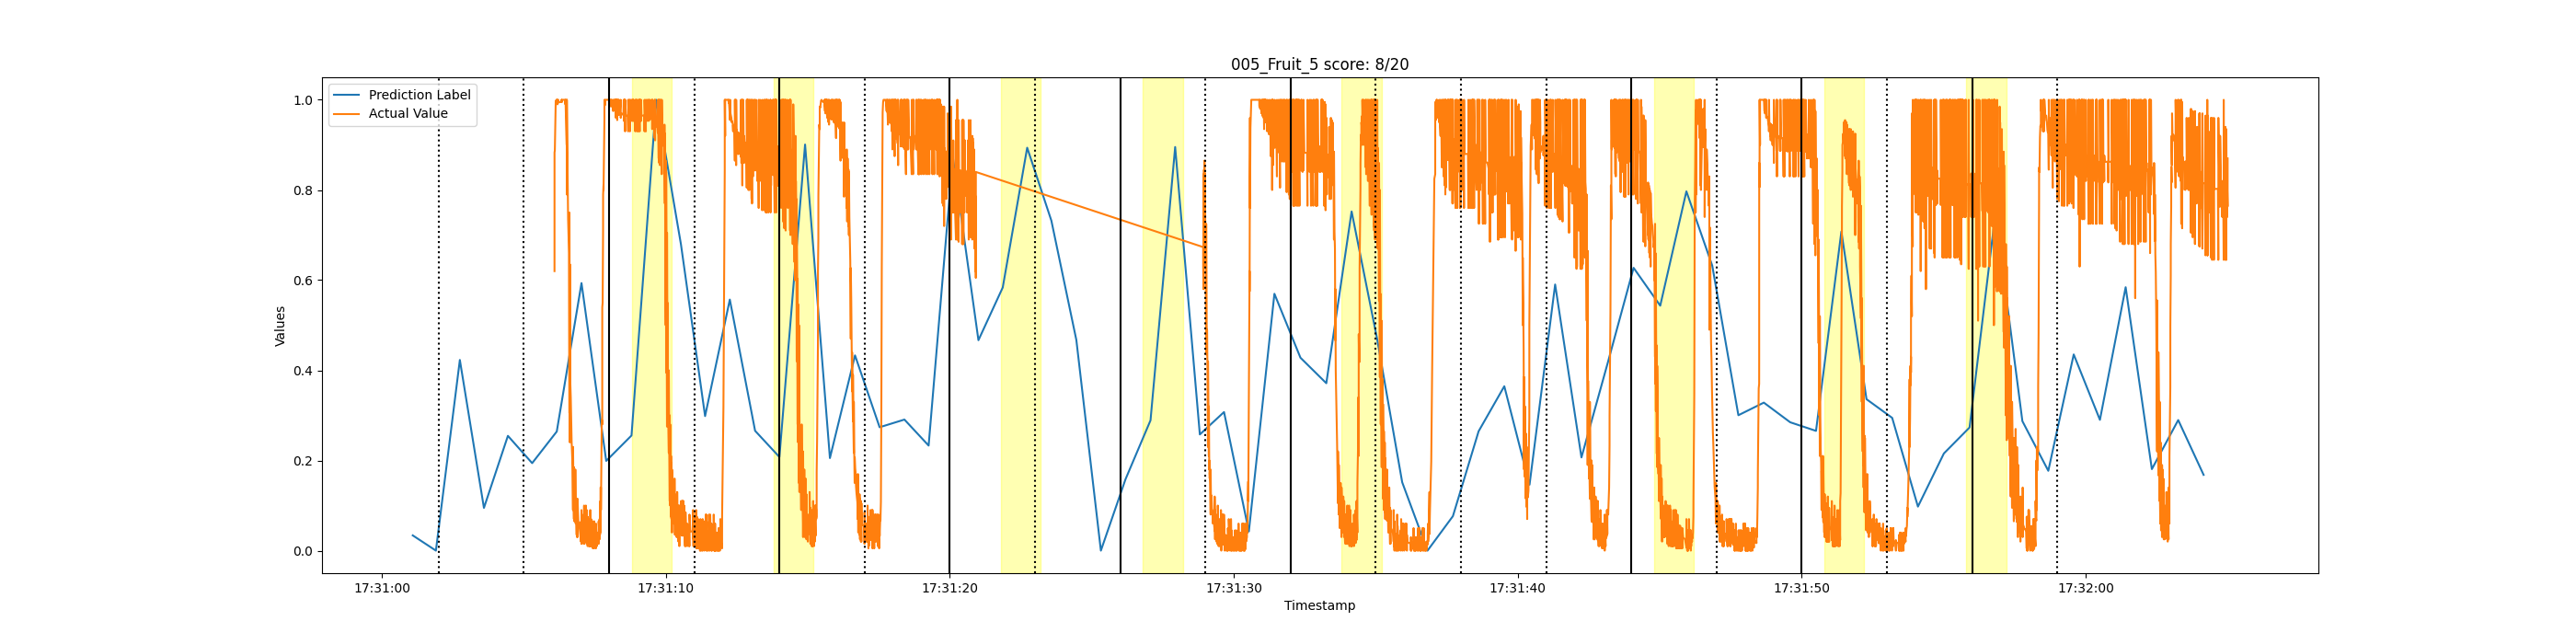 005_Fruit_5 score: 8/20
Prediction Label
Actual Value
1.0
0.8
0.6
0.4
0.2
0.0
Values
17:31:00 17:31:10 17:31:20 17:31:30 17:31:40 17:31:50 17:32:00
Timestamp